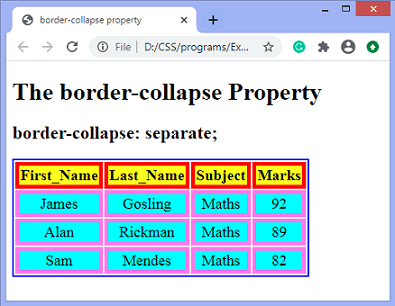 border-collapse property
File
D:/CSS/programs/Ex...
The border-collapse Property
border-collapse: separate;
First_Name Last_Name Subject Marks
James Gosling Maths 92
Alan Rickman Maths 89
Sam Mendes Maths 82